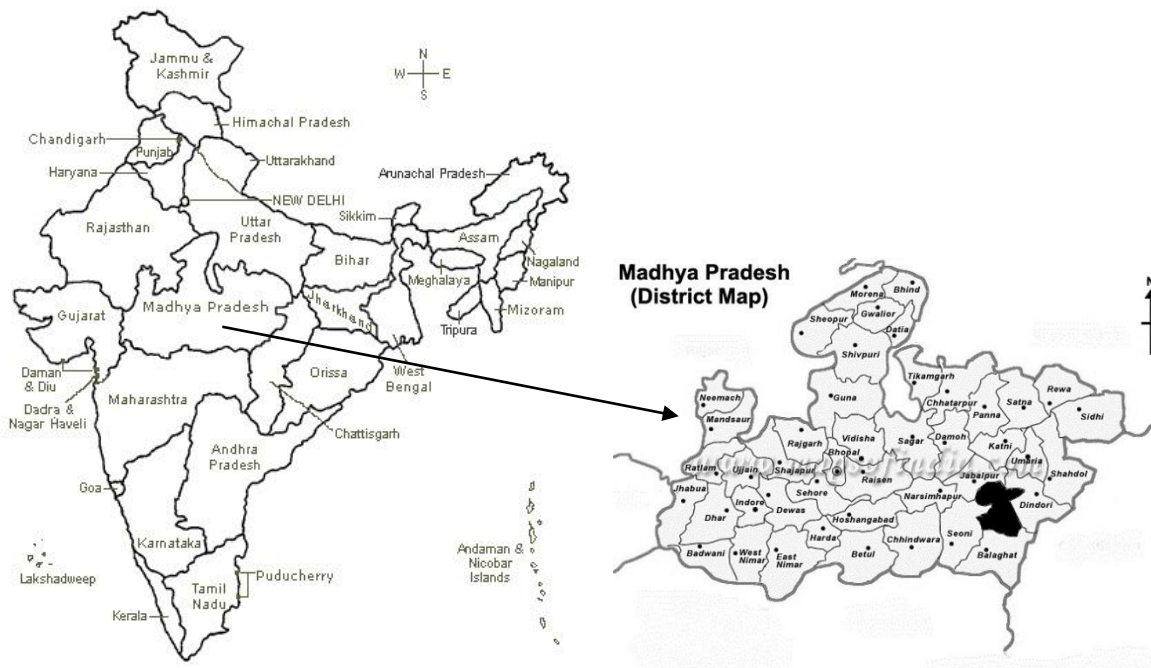 Jammu &
Kashmir
N
W E
S
Himachal Pradesh
Chandigarh
Punjab
Uttarakhand
Haryana
Arunachal Pradesh
NEW DELHI
Sikkim
Rajasthan
Uttar
Pradesh
Assam
Bihar
Nagaland
Meghalaya
Manipur
Jharkhand
Mizoram
Tripura
Gujarat
Madhya Pradesh
West
Bengal
Orissa
Daman
& Diu
Dadra &
Nagar Haveli
Maharashtra
Chattisgarh
Andhra
Pradesh
Goa
Karnataka
Lakshadweep
Andaman &
Nicobar
Islands
Puducherry
Tamil
Nadu
Kerala
Madhya Pradesh
(District Map)
N
Morena
Bhind
Gwalior
Sheopur
Datia
Shivpuri
Tikamgarh
Neemach
Guna
Chhatarpur
Panna
Satna
Rewa
Sidhi
Mandsaur
Rajgarh
Vidisha
Sagar
Damoh
Katni
Bhopal
Umaria
Ratlam
Ujjain
Shajapur
Raisen
Jabalpur
Shahdol
Jhabua
Sehore
Narsimhapur
Dindori
Indore
Dewas
Dhar
Hoshangabad
Harda
Seoni
Badwani
West
Nimar
East
Nimar
Betul
Chhindwara
Balaghat